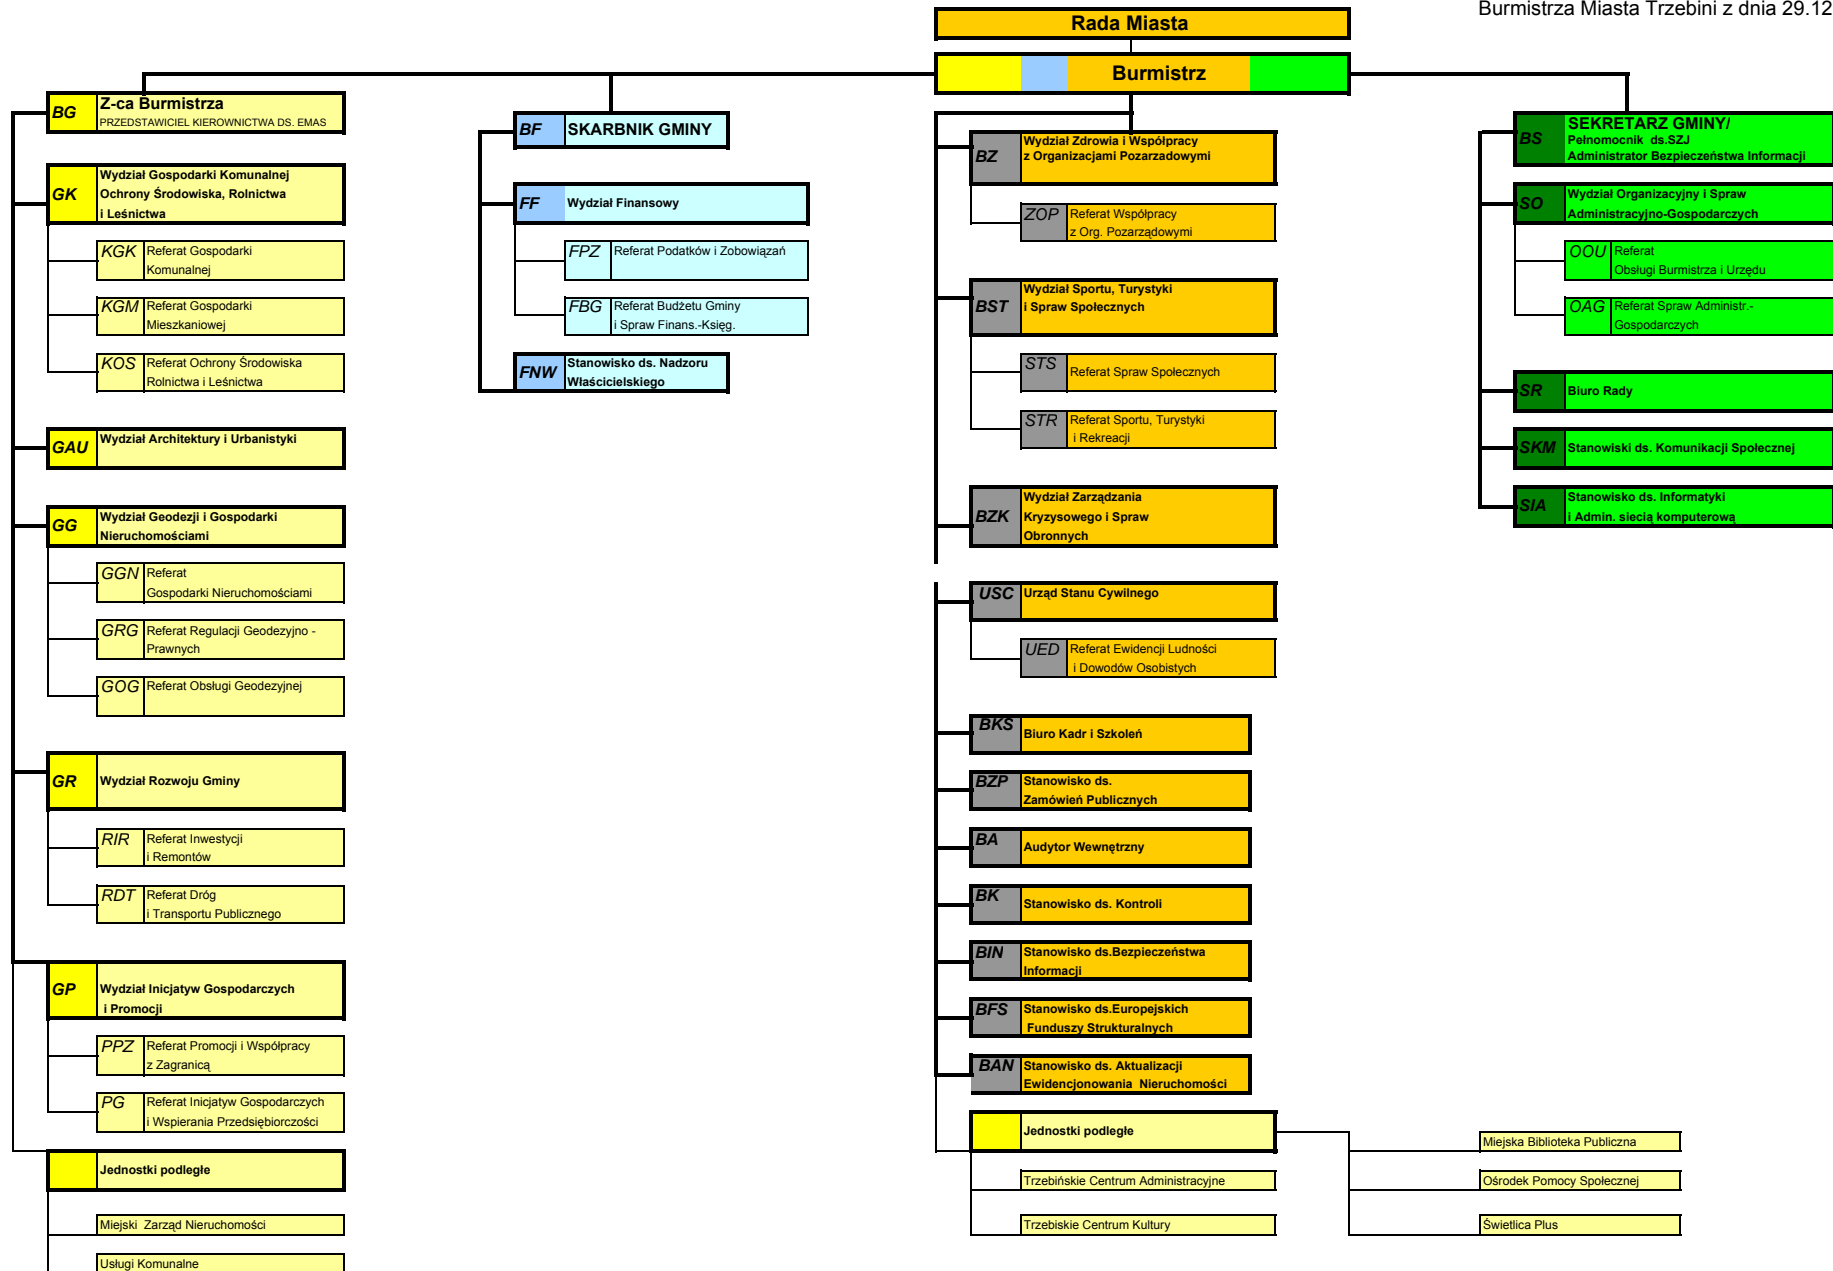 Burmistrza Miasta Trzebini z dnia 29.12
Rada Miasta
Burmistrz
BG
Z-ca Burmistrza
PRZEDSTAWICIEL KIEROWNICTWA DS. EMAS
GK
Wydział Gospodarki Komunalnej
Ochrony Środowiska, Rolnictwa
i Leśnictwa
KGK
Referat Gospodarki
Komunalnej
KGM
Referat Gospodarki
Mieszkaniowej
KOS
Referat Ochrony Środowiska
Rolnictwa i Leśnictwa
GAU
Wydział Architektury i Urbanistyki
GG
Wydział Geodezji i Gospodarki
Nieruchomościami
GGN
Referat
Gospodarki Nieruchomościami
GRG
Referat Regulacji Geodezyjno -
Prawnych
GOG
Referat Obsługi Geodezyjnej
GR
Wydział Rozwoju Gminy
RIR
Referat Inwestycji
i Remontów
RDT
Referat Dróg
i Transportu Publicznego
GP
Wydział Inicjatyw Gospodarczych
i Promocji
PPZ
Referat Promocji i Współpracy
z Zagranicą
PG
Referat Inicjatyw Gospodarczych
i Wspierania Przedsiębiorczości
Jednostki podległe
Miejski Zarząd Nieruchomości
Usługi Komunalne
BF
SKARBNIK GMINY
FF
Wydział Finansowy
FPZ
Referat Podatków i Zobowiązań
FBG
Referat Budżetu Gminy
i Spraw Finans.-Księg.
FNW
Stanowisko ds. Nadzoru
Właścicielskiego
BZ
Wydział Zdrowia i Współpracy
z Organizacjami Pozarzadowymi
ZOP
Referat Współpracy
z Org. Pozarządowymi
BST
Wydział Sportu, Turystyki
i Spraw Społecznych
STS
Referat Spraw Społecznych
STR
Referat Sportu, Turystyki
i Rekreacji
BZK
Wydział Zarządzania
Kryzysowego i Spraw
Obronnych
USC
Urząd Stanu Cywilnego
UED
Referat Ewidencji Ludności
i Dowodów Osobistych
BKS
Biuro Kadr i Szkoleń
BZP
Stanowisko ds.
Zamówień Publicznych
BA
Audytor Wewnętrzny
BK
Stanowisko ds. Kontroli
BIN
Stanowisko ds.Bezpieczeństwa
Informacji
BFS
Stanowisko ds.Europejskich
Funduszy Strukturalnych
BAN
Stanowisko ds. Aktualizacji
Ewidencjonowania Nieruchomości
Jednostki podległe
Trzebińskie Centrum Administracyjne
Trzebiskie Centrum Kultury
Miejska Biblioteka Publiczna
Ośrodek Pomocy Społecznej
Świetlica Plus
BS
SEKRETARZ GMINY/
Pełnomocnik ds.SZJ
Administrator Bezpieczeństwa Informacji
SO
Wydział Organizacyjny i Spraw
Administracyjno-Gospodarczych
OOU
Referat
Obsługi Burmistrza i Urzędu
OAG
Referat Spraw Administr.-
Gospodarczych
SR
Biuro Rady
SKM
Stanowiski ds. Komunikacji Społecznej
SIA
Stanowisko ds. Informatyki
i Admin. siecią komputerową